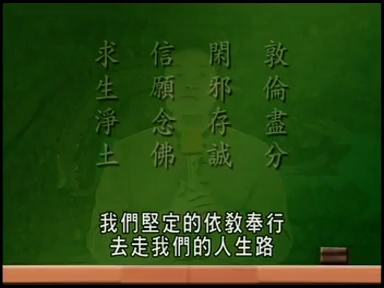 敦倫盡分
閑邪存誠
信願念佛
求生淨土
我們堅定的依教奉行
去走我們的人生路